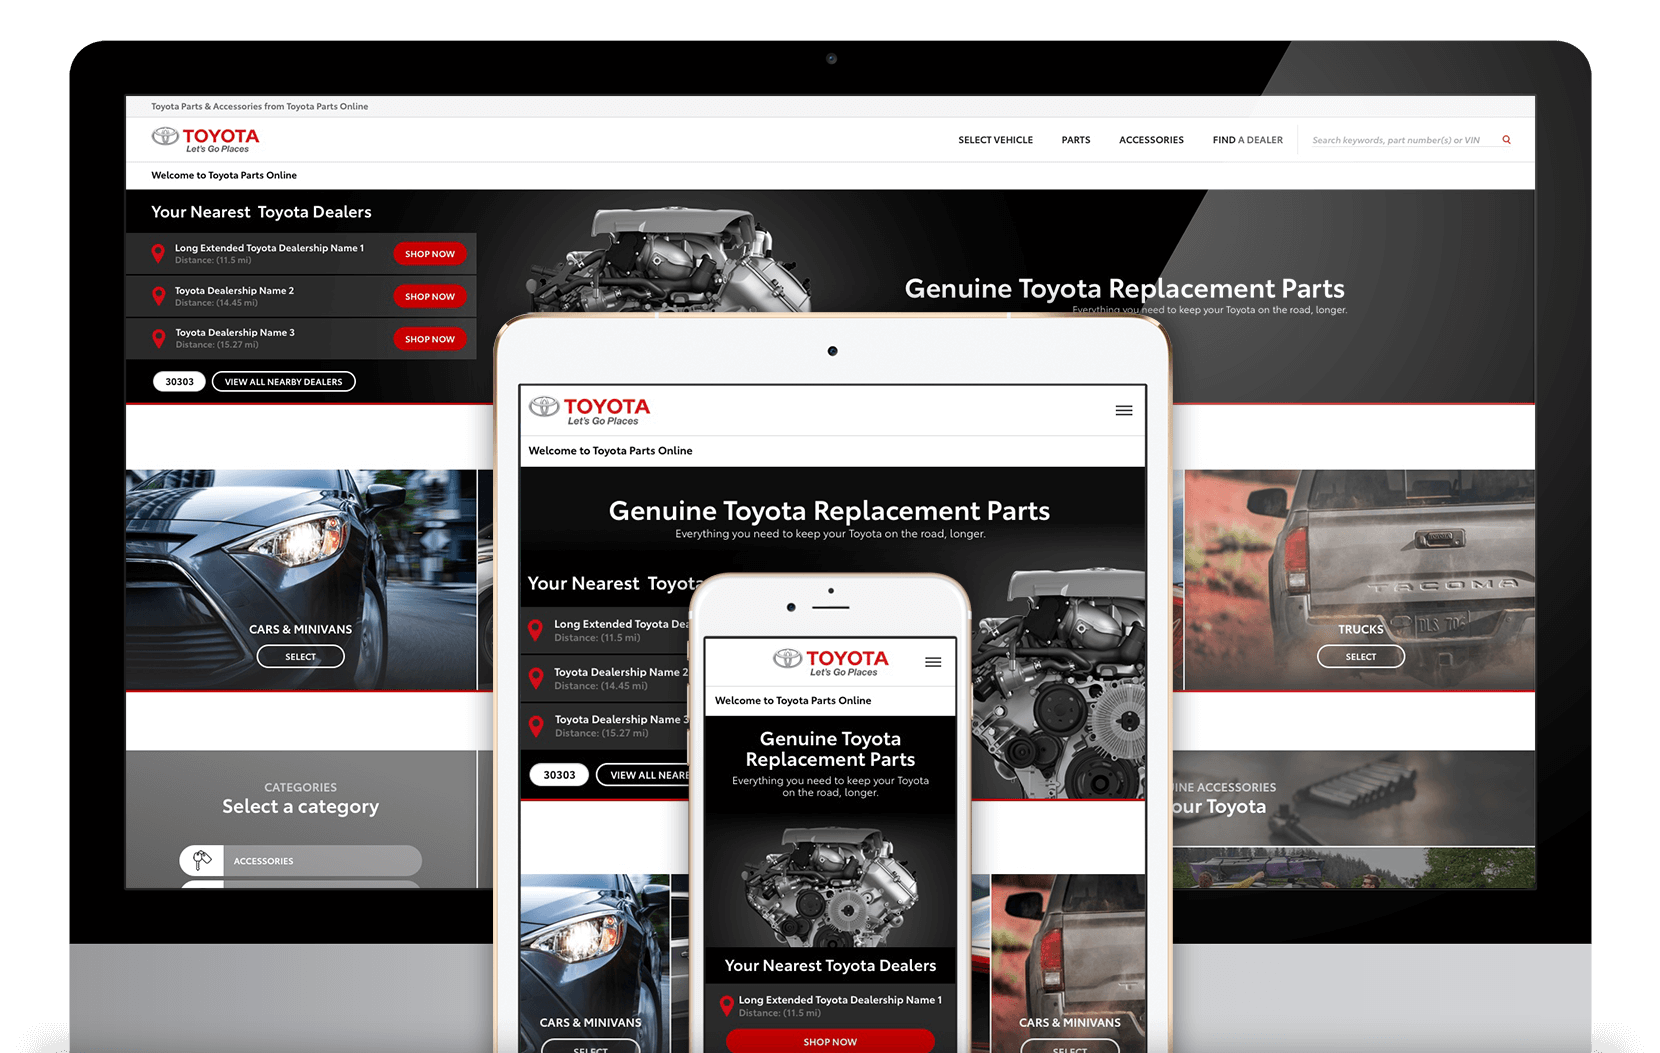 Toyota Parts & Accessories from Toyota Parts Online
TOYOTA
Let's Go Places
SELECT VEHICLE
PARTS
ACCESSORIES
FIND A DEALER
Search keywords, part number(s) or VIN
Welcome to Toyota Parts Online
Your Nearest Toyota Dealers
Long Extended Toyota Dealership Name 1
Distance: (11.5 mi)
SHOP NOW
Toyota Dealership Name 2
Distance: (14.45 mi)
SHOP NOW
Toyota Dealership Name 3
Distance: (15.27 mi)
SHOP NOW
30303
VIEW ALL NEARBY DEALERS
Genuine Toyota Replacement Parts
Everything you need to keep your Toyota on the road, longer.
CARS & MINIVANS
SELECT
TACOMA
TRUCKS
SELECT
CATEGORIES
Select a category
ACCESSORIES
INE ACCESSORIES
our Toyota
TOYOTA
Let's Go Places
Welcome to Toyota Parts Online
Genuine Toyota Replacement Parts
Everything you need to keep your Toyota on the road, longer.
Your Nearest Toyota
Long Extended Toyota Dea
Distance: (11.5 mi)
Toyota Dealership Name 2
Distance: (14.45 mi)
Toyota Dealership Name 3
Distance: (15.27 mi)
30303
VIEW ALL NEARB
CARS & MINIVANS
SELECT
CARS & MINIVANS
SELECT
TOYOTA
Let's Go Places
Welcome to Toyota Parts Online
Genuine Toyota
Replacement Parts
Everything you need to keep your Toyota
on the road, longer.
Your Nearest Toyota Dealers
Long Extended Toyota Dealership Name 1
Distance: (11.5 mi)
SHOP NOW